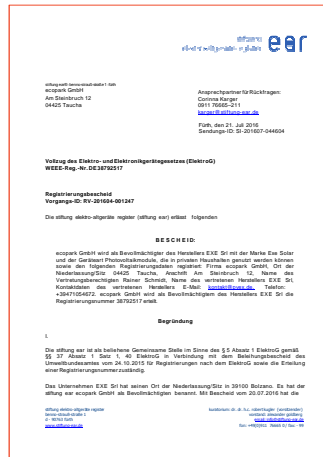 stiftung
elektro-altgeräte register
ear
stiftung ear
ecopark GmbH
Am Steinbruch 12
04425 Taucha
Ansprechpartner für Rückfragen:
Corinna Karger
0911 76665-211
karger@stiftung-ear.de
Fürth, den 21. Juli 2016
Sendungs-ID: SI-201607-044604
Vollzug des Elektro- und Elektronikgerätegesetzes (ElektroG)
WEEE-Reg.-Nr. DE38792517
Registrierungsbescheid
Vorgangs-ID: RV-201604-001247
Die stiftung elektro-altgeräte register (stiftung ear) erlässt folgenden
BESCHEID:
ecopark GmbH wird als Bevollmächtigter des Herstellers EXE Srl mit der Marke Exe Solar
und der Geräteart Photovoltaikmodule, die in privaten Haushalten genutzt werden können
sowie den folgenden Registrierungsdaten registriert: Firma ecopark GmbH, Ort der
Niederlassung/Sitz 04425 Taucha, Anschrift Am Steinbruch 12, Name des
Vertretungsberechtigten Rainer Schmidt, Name des vertretenen Herstellers EXE Srl,
Kontaktdaten des vertretenen Herstellers E-Mail: Telefon:
+39471054672. ecopark GmbH wird als Bevollmächtigtem des Herstellers EXE Srl die
Registrierungsnummer 38792517 erteilt.
Begründung
I.
Die stiftung ear ist als beliehene Gemeinsame Stelle im Sinne des § 5 Absatz 1 ElektroG gemäß
§§ 37 Absatz 1 Satz 1, 40 ElektroG in Verbindung mit dem Beleihungsbescheid des
Umweltbundesamtes vom 24.10.2015 für Registrierungen nach dem ElektroG sowie die Erteilung
einer Registrierungsnummer zuständig.
Das Unternehmen EXE Srl hat seinen Ort der Niederlassung/Sitz in 39100 Bolzano. Es hat der
stiftung ear ecopark GmbH als Bevollmächtigten benannt. Mit Bescheid vom 20.07.2016 hat die
stiftung elektro-altgeräte register
www.stiftung-ear.de